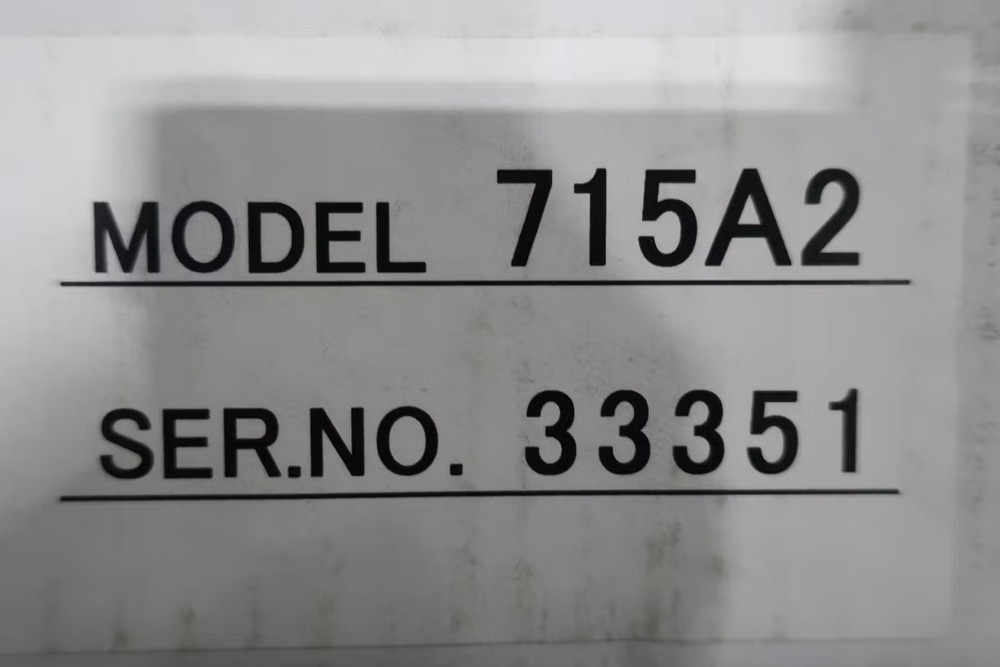 MODEL 715A2
SER.NO. 33351